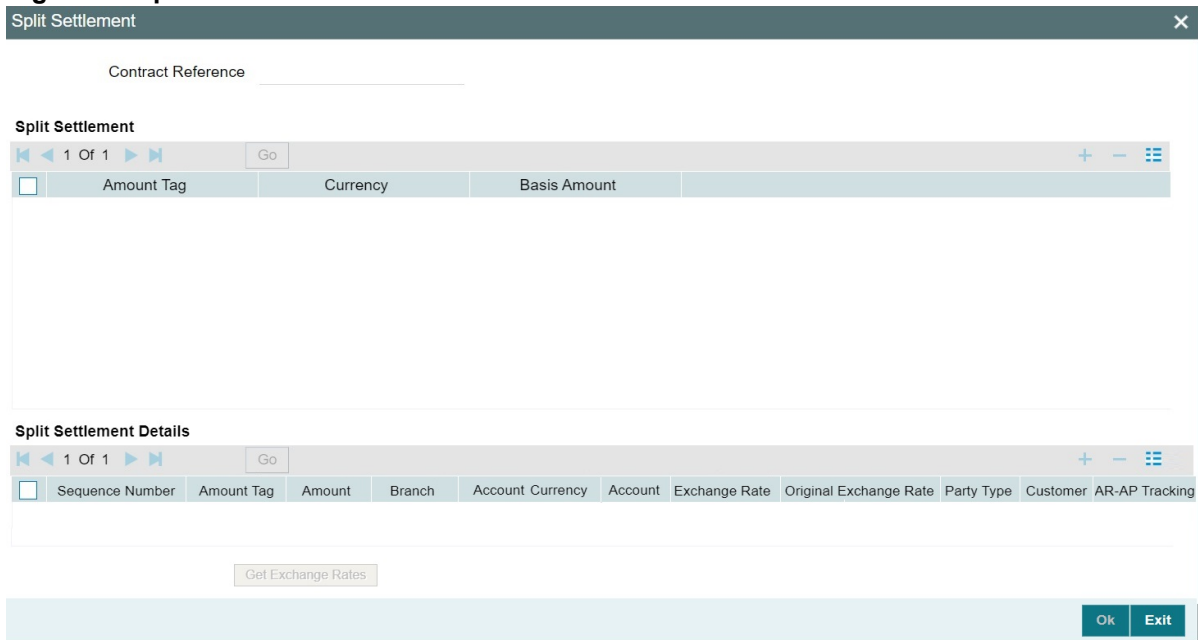 Split Settlement
Contract Reference
Split Settlement
1 Of 1 Go
Amount Tag Currency Basis Amount
Split Settlement Details
1 Of 1 Go
Sequence Number Amount Tag Amount Branch Account Currency Account Exchange Rate Original Exchange Rate Party Type Customer AR-AP Tracking
Get Exchange Rates
Ok Exit